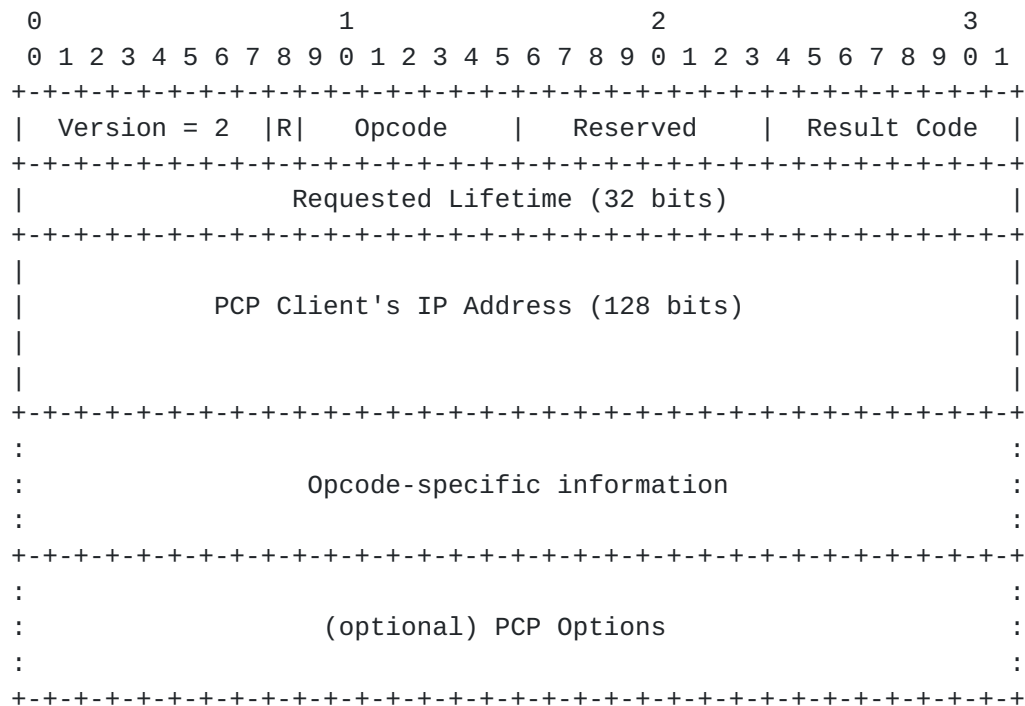 0                   1                   2                   3
 0 1 2 3 4 5 6 7 8 9 0 1 2 3 4 5 6 7 8 9 0 1 2 3 4 5 6 7 8 9 0 1
+-+-+-+-+-+-+-+-+-+-+-+-+-+-+-+-+-+-+-+-+-+-+-+-+-+-+-+-+-+-+-+-+
|  Version = 2  |R|   Opcode    |   Reserved    |  Result Code  |
+-+-+-+-+-+-+-+-+-+-+-+-+-+-+-+-+-+-+-+-+-+-+-+-+-+-+-+-+-+-+-+-+
|                 Requested Lifetime (32 bits)                  |
+-+-+-+-+-+-+-+-+-+-+-+-+-+-+-+-+-+-+-+-+-+-+-+-+-+-+-+-+-+-+-+-+
|                                                               |
|            PCP Client's IP Address (128 bits)                 |
|                                                               |
|                                                               |
+-+-+-+-+-+-+-+-+-+-+-+-+-+-+-+-+-+-+-+-+-+-+-+-+-+-+-+-+-+-+-+-+
:                                                               :
:                  Opcode-specific information                  :
:                                                               :
+-+-+-+-+-+-+-+-+-+-+-+-+-+-+-+-+-+-+-+-+-+-+-+-+-+-+-+-+-+-+-+-+
:                                                               :
:                   (optional) PCP Options                      :
:                                                               :
+-+-+-+-+-+-+-+-+-+-+-+-+-+-+-+-+-+-+-+-+-+-+-+-+-+-+-+-+-+-+-+-+